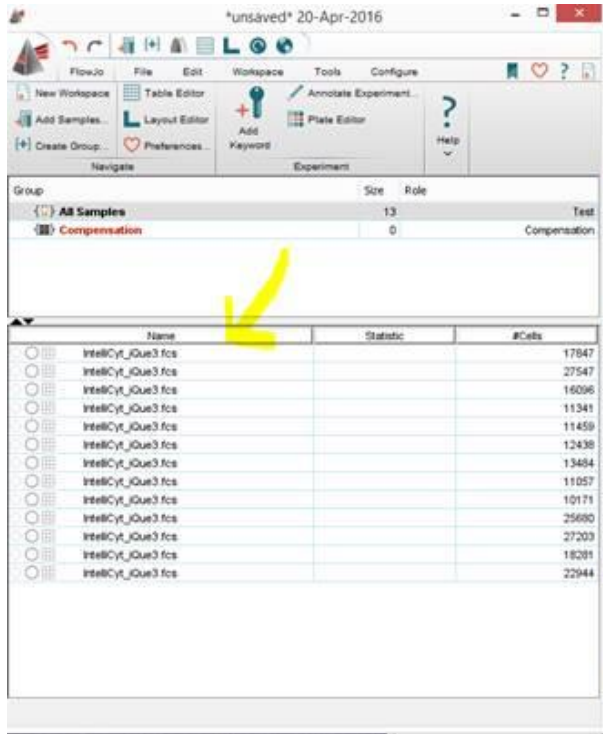 *unsaved* 20-Apr-2016
FlowJo File Edit Workspace Tools Configure
New Workspace Table Editor Annotate Experiment...
Add Samples... Layout Editor Plate Editor
Add Keyword
Help
{+} Create Group... Preferences...
Navigate Experiment
Group Size Role
All Samples 13 Test
Compensation 0 Compensation
Name Statistic #Cells
IntelliCyt_iQue3.fcs 17847
IntelliCyt_iQue3.fcs 27547
IntelliCyt_iQue3.fcs 16096
IntelliCyt_iQue3.fcs 11341
IntelliCyt_iQue3.fcs 11459
IntelliCyt_iQue3.fcs 12438
IntelliCyt_iQue3.fcs 13484
IntelliCyt_iQue3.fcs 11057
IntelliCyt_iQue3.fcs 10171
IntelliCyt_iQue3.fcs 25680
IntelliCyt_iQue3.fcs 27203
IntelliCyt_iQue3.fcs 18281
IntelliCyt_iQue3.fcs 22944